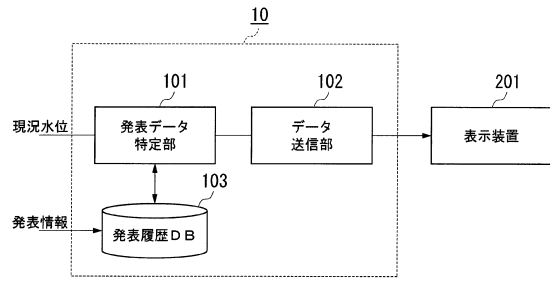 10
101
102
201
現況水位
発表データ
特定部
データ
送信部
表示装置
103
発表情報
発表履歴DB